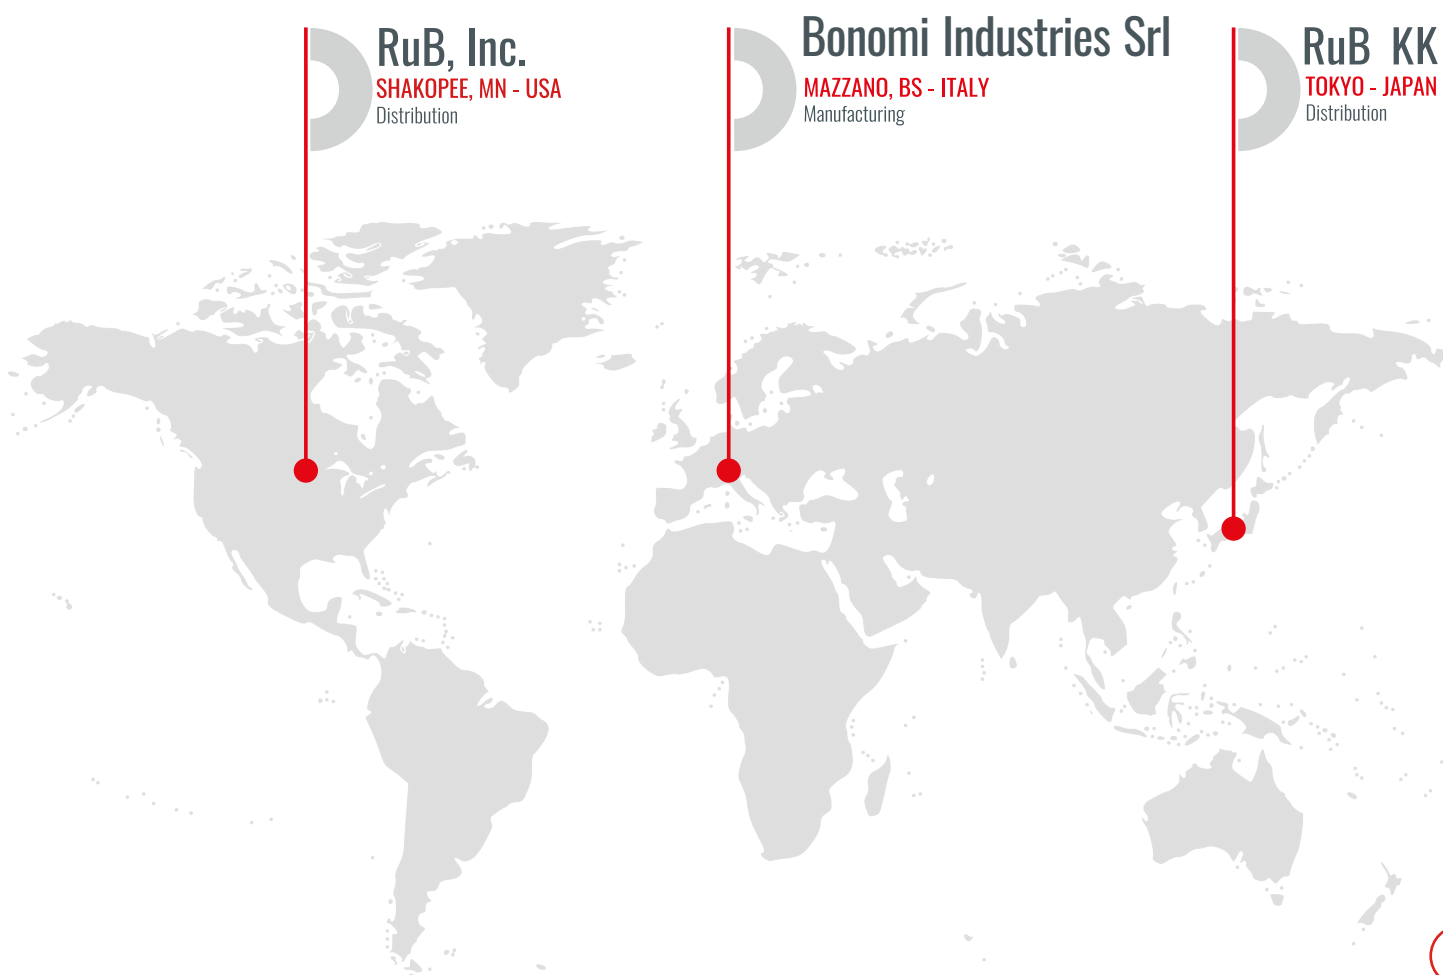 RuB, Inc.
SHAKOPEE, MN - USA
Distribution
Bonomi Industries Srl
MAZZANO, BS - ITALY
Manufacturing
RuB KK
TOKYO - JAPAN
Distribution